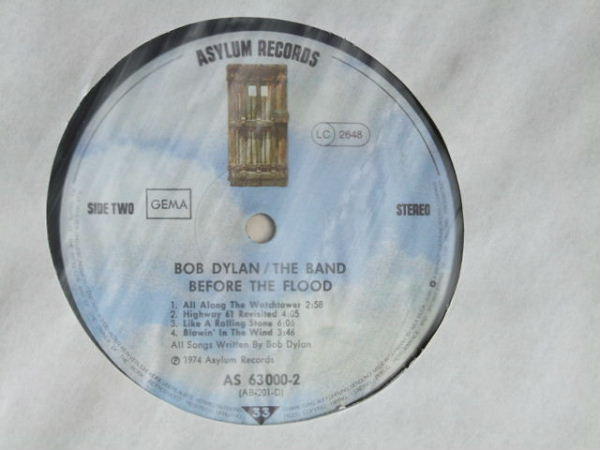 ASYLUM RECORDS
LC 2648
SIDE TWO GEMA STEREO
BOB DYLAN/THE BAND
BEFORE THE FLOOD
1. All Along The Watchtower 2:58
2. Highway 61 Revisited 4:05
3. Like A Rolling Stone 6:06
4. Blowin' In The Wind 3:46
All Songs Written By Bob Dylan
℗ 1974 Asylum Records
AS 63000-2
(AB-201-D)
33